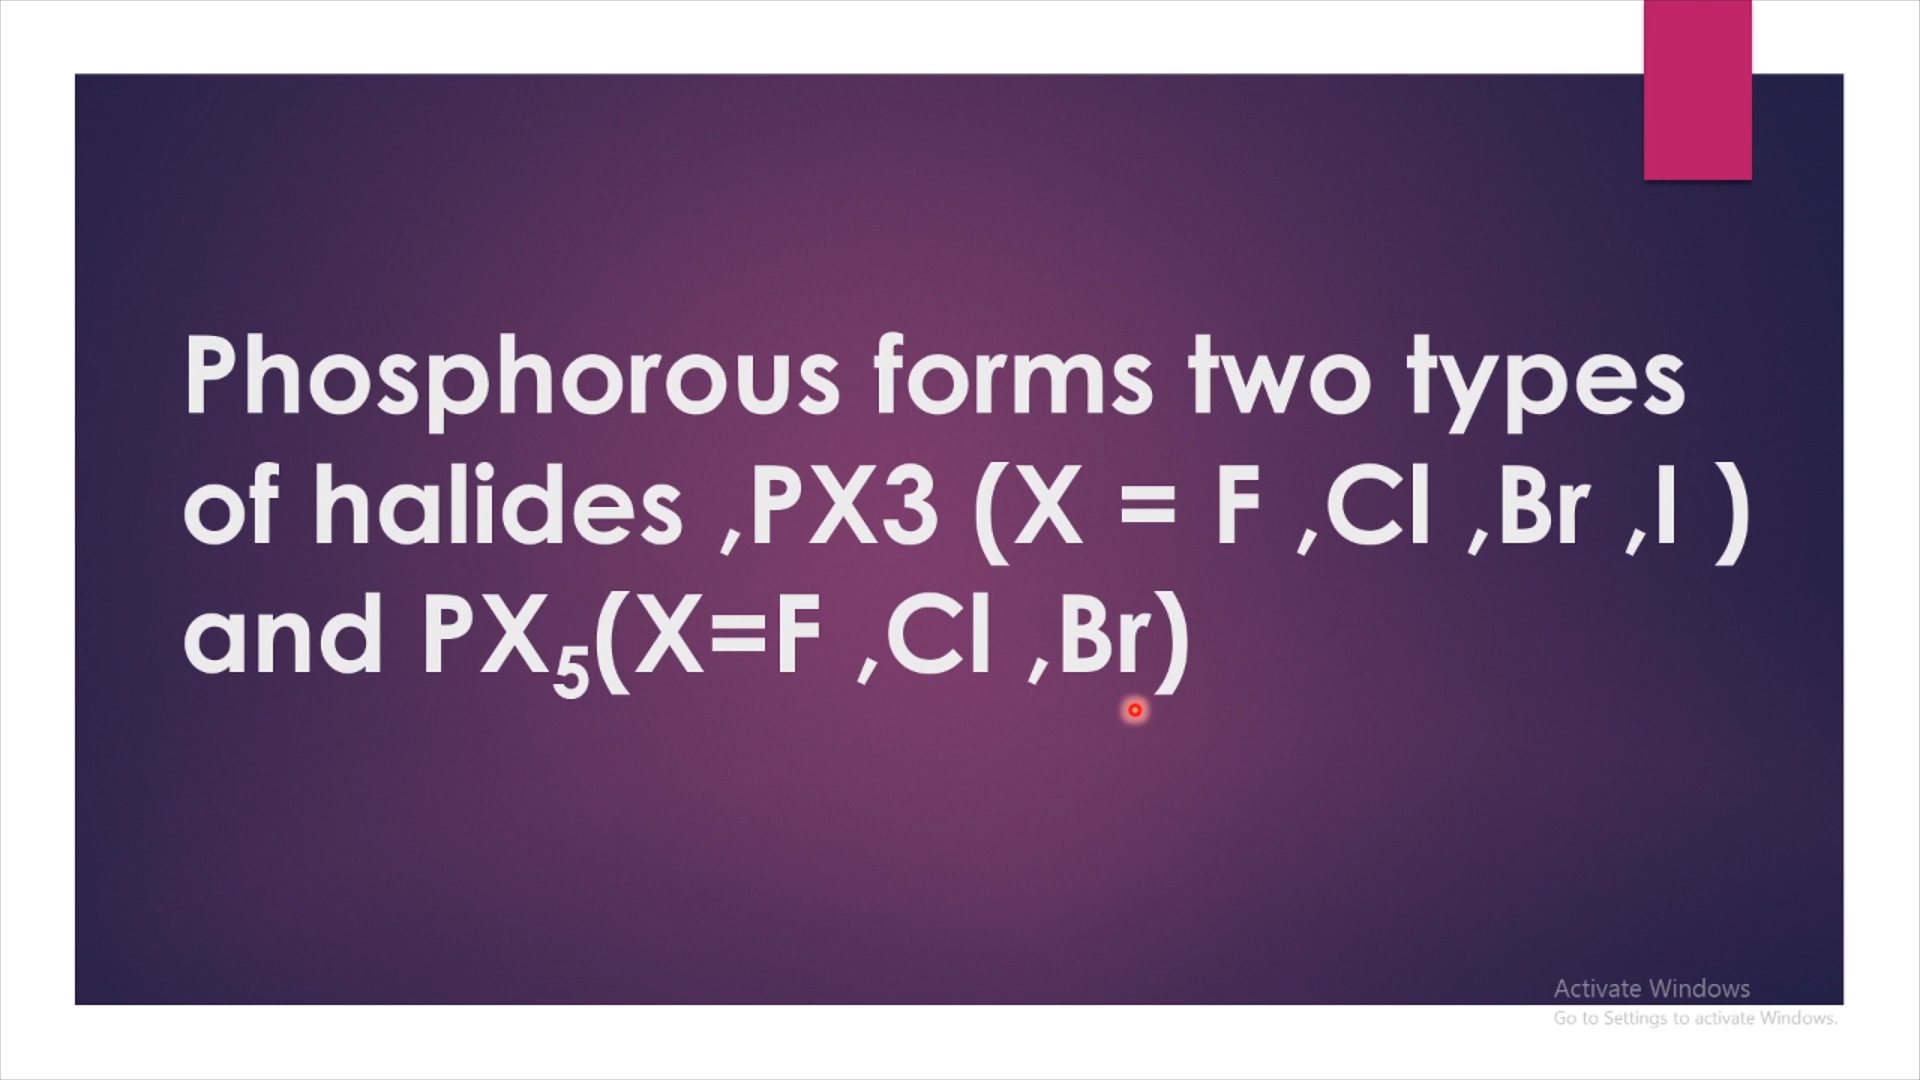 Phosphorous forms two types
of halides ,PX3 (X = F ,Cl ,Br ,I )
and PX₅(X=F ,Cl ,Br)
Activate Windows
Go to Settings to activate Windows.